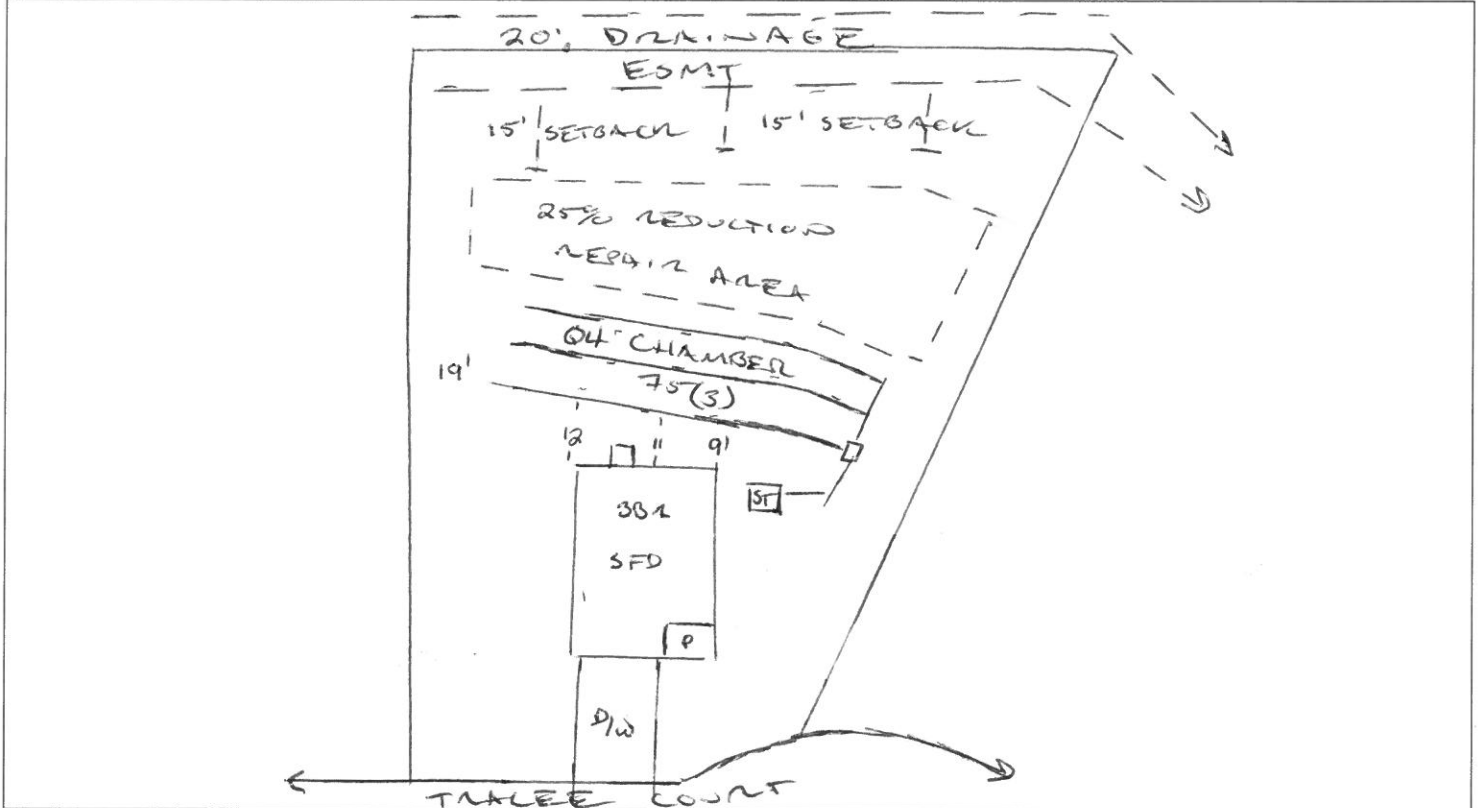 20' DRAINAGE
ESMT
15' SETBACK 15' SETBACK
25% REDUCTION
REPAIR AREA
Q4 CHAMBER
75(3)
19'
12 11 9'
ST
3BR
SFD
P
D/W
TRALEE COURT